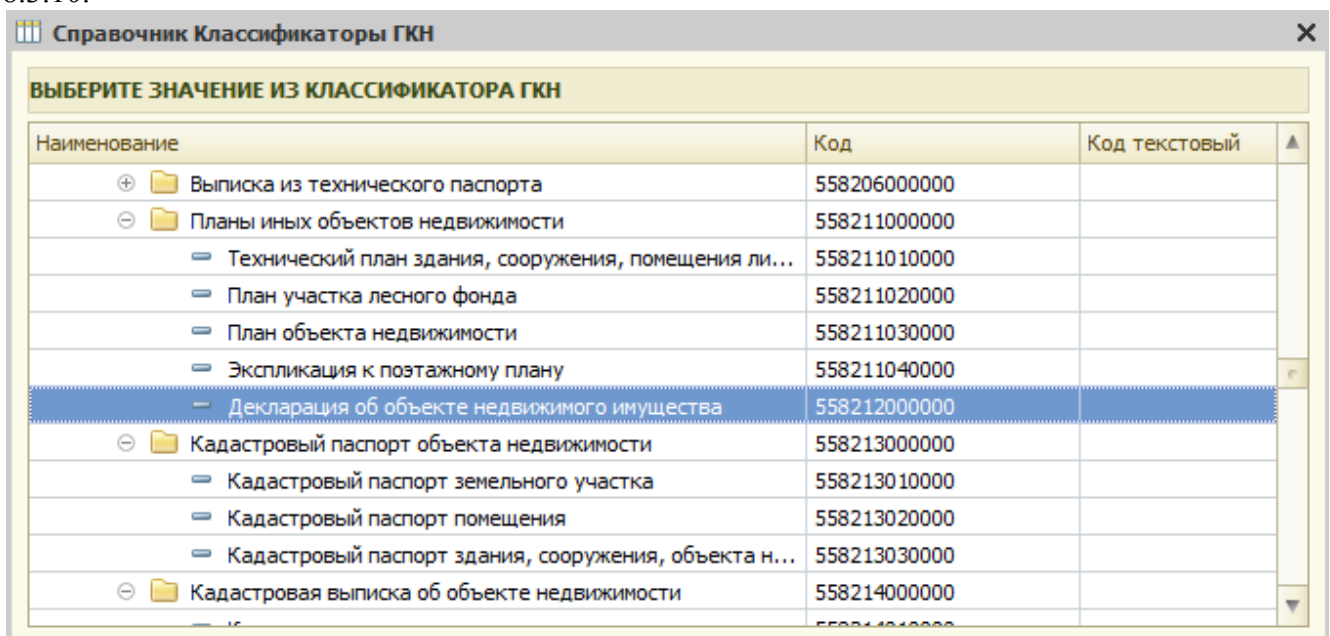 Справочник Классификаторы ГКН
ВЫБЕРИТЕ ЗНАЧЕНИЕ ИЗ КЛАССИФИКАТОРА ГКН
Наименование Код Код текстовый
Выписка из технического паспорта 558206000000
Планы иных объектов недвижимости 558211000000
Технический план здания, сооружения, помещения ли... 558211010000
План участка лесного фонда 558211020000
План объекта недвижимости 558211030000
Экспликация к поэтажному плану 558211040000
Декларация об объекте недвижимого имущества 558212000000
Кадастровый паспорт объекта недвижимости 558213000000
Кадастровый паспорт земельного участка 558213010000
Кадастровый паспорт помещения 558213020000
Кадастровый паспорт здания, сооружения, объекта н... 558213030000
Кадастровая выписка об объекте недвижимости 558214000000